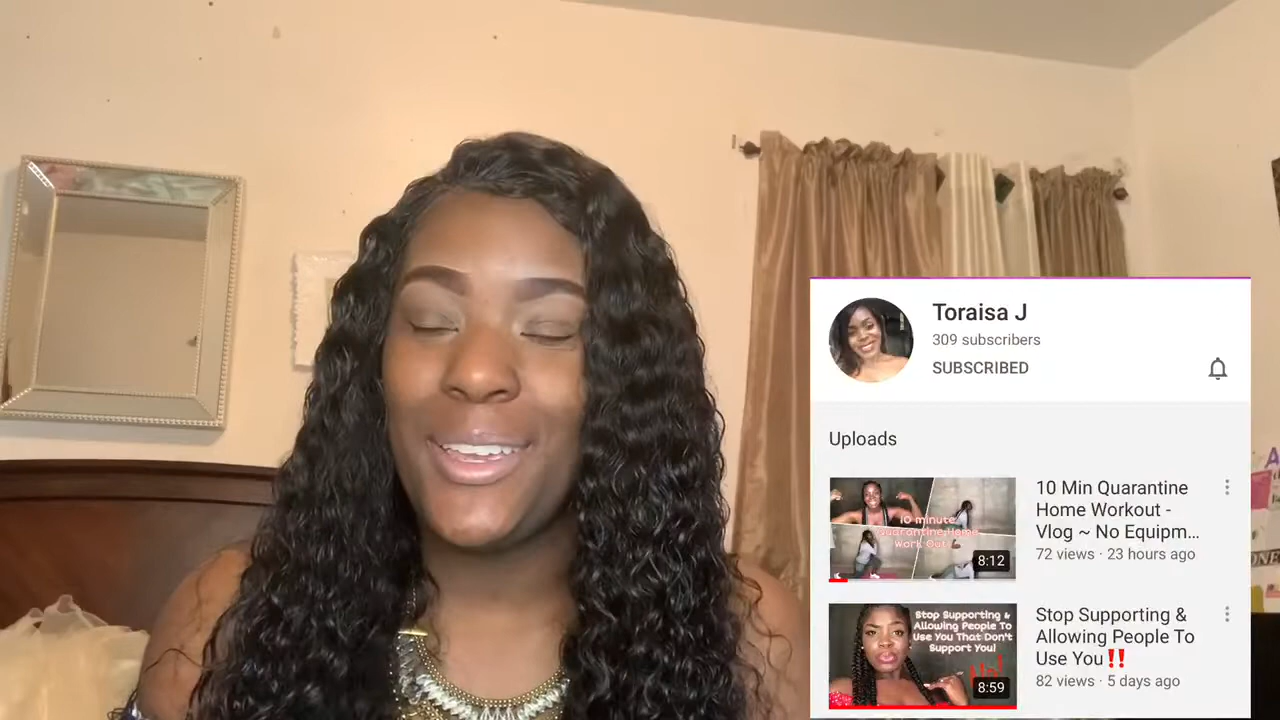 Toraisa J
309 subscribers
SUBSCRIBED
Uploads
10 minute
Quarantine Home
Work Out
8:12
10 Min Quarantine
Home Workout -
Vlog ~ No Equipm...
72 views · 23 hours ago
Stop Supporting &
Allowing People To
Use You That Don't
Support You!
8:59
Stop Supporting &
Allowing People To
Use You‼️
82 views · 5 days ago